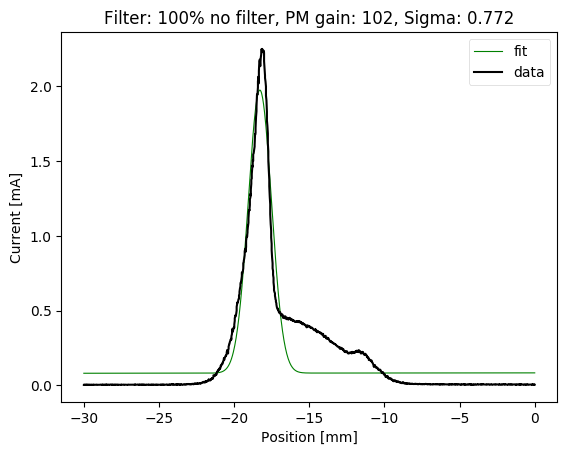 Filter: 100% no filter, PM gain: 102, Sigma: 0.772
fit
data
2.0
1.5
1.0
0.5
0.0
Current [mA]
−30
−25
−20
−15
−10
−5
0
Position [mm]